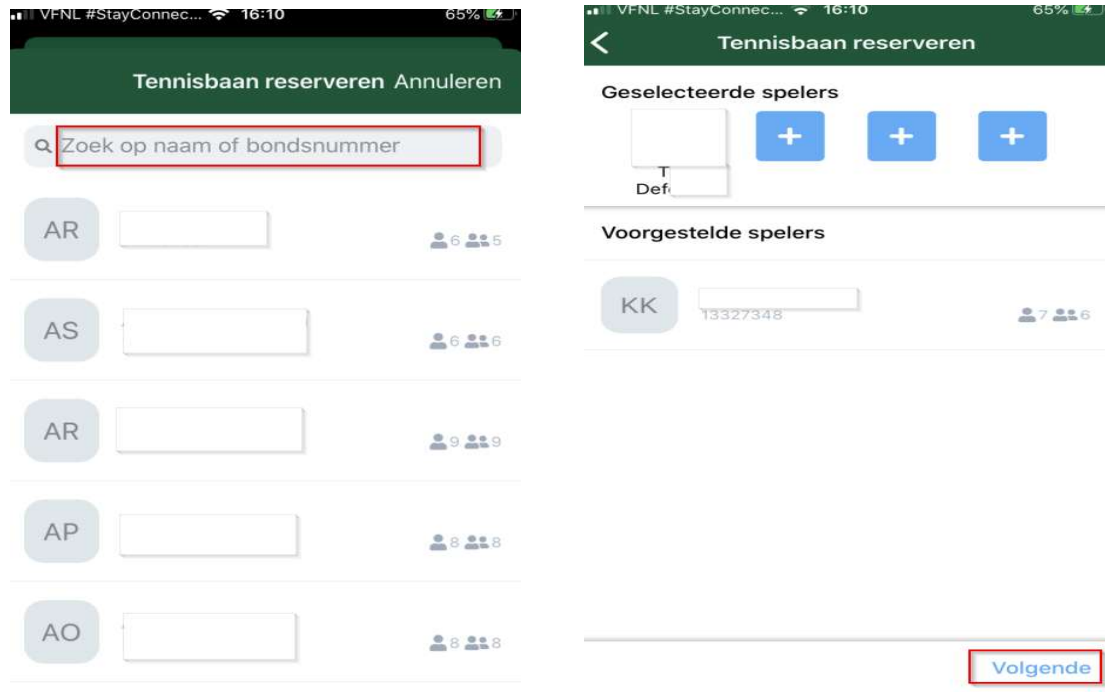 VFNL #StayConnec... 16:10 65%
Tennisbaan reserveren Annuleren
Zoek op naam of bondsnummer
AR
6 5
AS
6 6
AR
9 9
AP
8 8
AO
8 8
VFNL #StayConnec... 16:10 65%
Tennisbaan reserveren
Geselecteerde spelers
+ + +
T
Def
Voorgestelde spelers
KK
13327348
7 6
Volgende